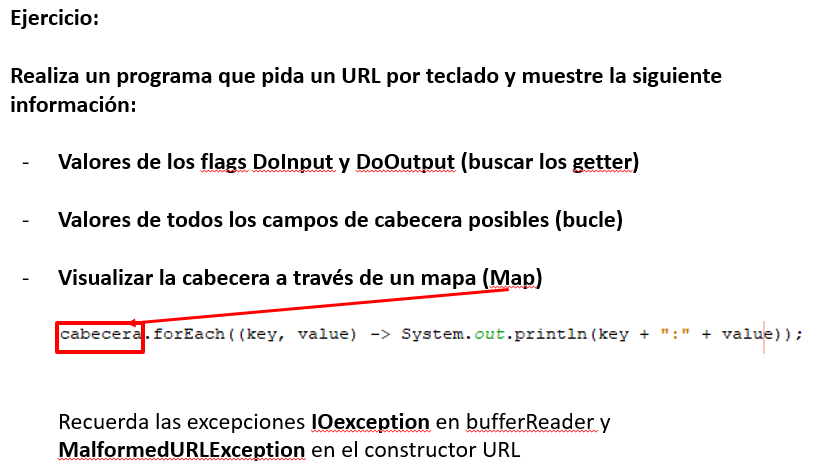 Ejercicio:
Realiza un programa que pida un URL por teclado y muestre la siguiente
información:
- Valores de los flags DoInput y DoOutput (buscar los getter)
- Valores de todos los campos de cabecera posibles (bucle)
- Visualizar la cabecera a través de un mapa (Map)
cabecera.forEach((key, value) -> System.out.println(key + ":" + value));
Recuerda las excepciones IOexception en bufferReader y
MalformedURLException en el constructor URL